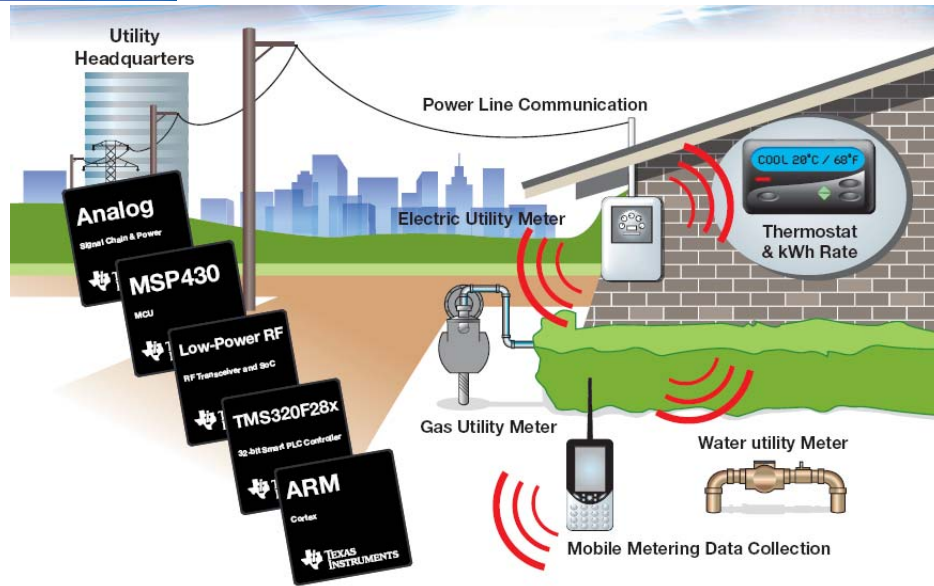 Utility
Headquarters
Power Line Communication
COOL 20°C / 68°F
Thermostat
& kWh Rate
Electric Utility Meter
Analog
Signal Chain & Power
MSP430
MCU
Low-Power RF
RF Transceiver and SoC
TMS320F28x
32-bit Smart PLC Controller
ARM
Cortex
TEXAS
INSTRUMENTS
Gas Utility Meter
Water utility Meter
Mobile Metering Data Collection